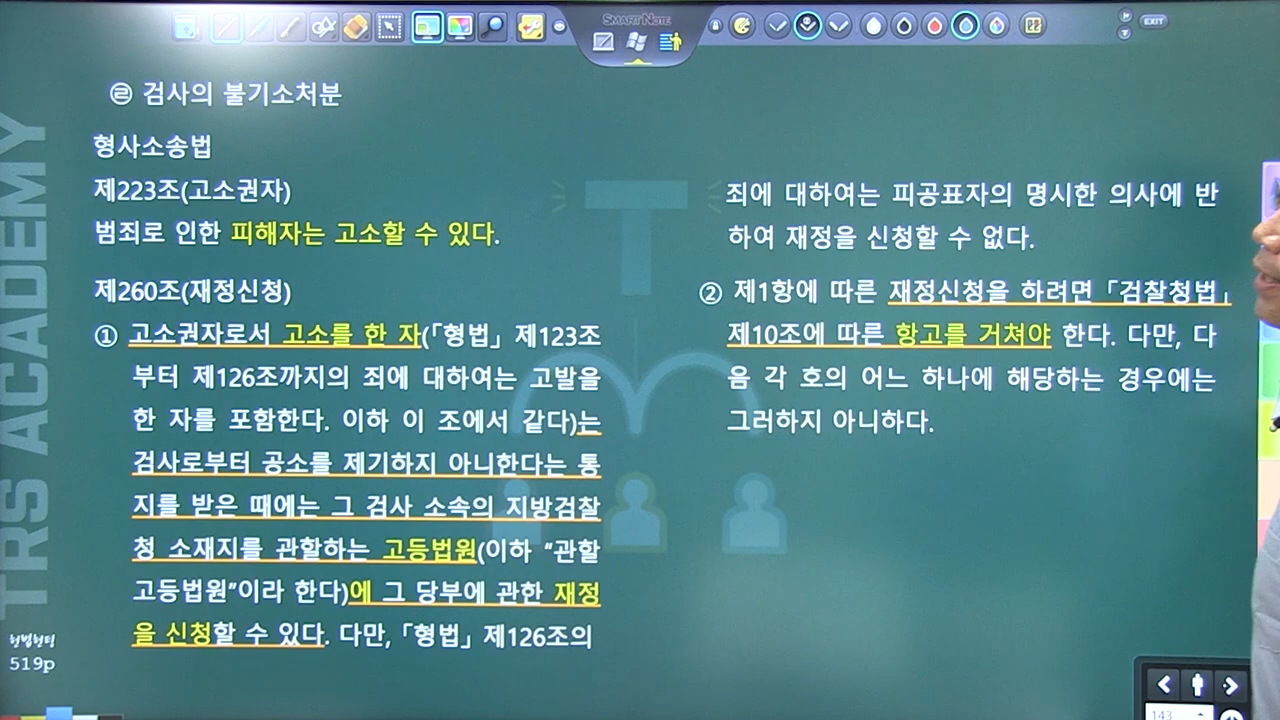 SMART NOTE
EXIT
㉣ 검사의 불기소처분
형사소송법
제223조(고소권자)
범죄로 인한 피해자는 고소할 수 있다.
제260조(재정신청)
① 고소권자로서 고소를 한 자(「형법」 제123조
부터 제126조까지의 죄에 대하여는 고발을
한 자를 포함한다. 이하 이 조에서 같다)는
검사로부터 공소를 제기하지 아니한다는 통
지를 받은 때에는 그 검사 소속의 지방검찰
청 소재지를 관할하는 고등법원(이하 "관할
고등법원"이라 한다)에 그 당부에 관한 재정
을 신청할 수 있다. 다만, 「형법」 제126조의
죄에 대하여는 피공표자의 명시한 의사에 반
하여 재정을 신청할 수 없다.
② 제1항에 따른 재정신청을 하려면 「검찰청법」
제10조에 따른 항고를 거쳐야 한다. 다만, 다
음 각 호의 어느 하나에 해당하는 경우에는
그러하지 아니하다.
TRS ACADEMY
519p
143